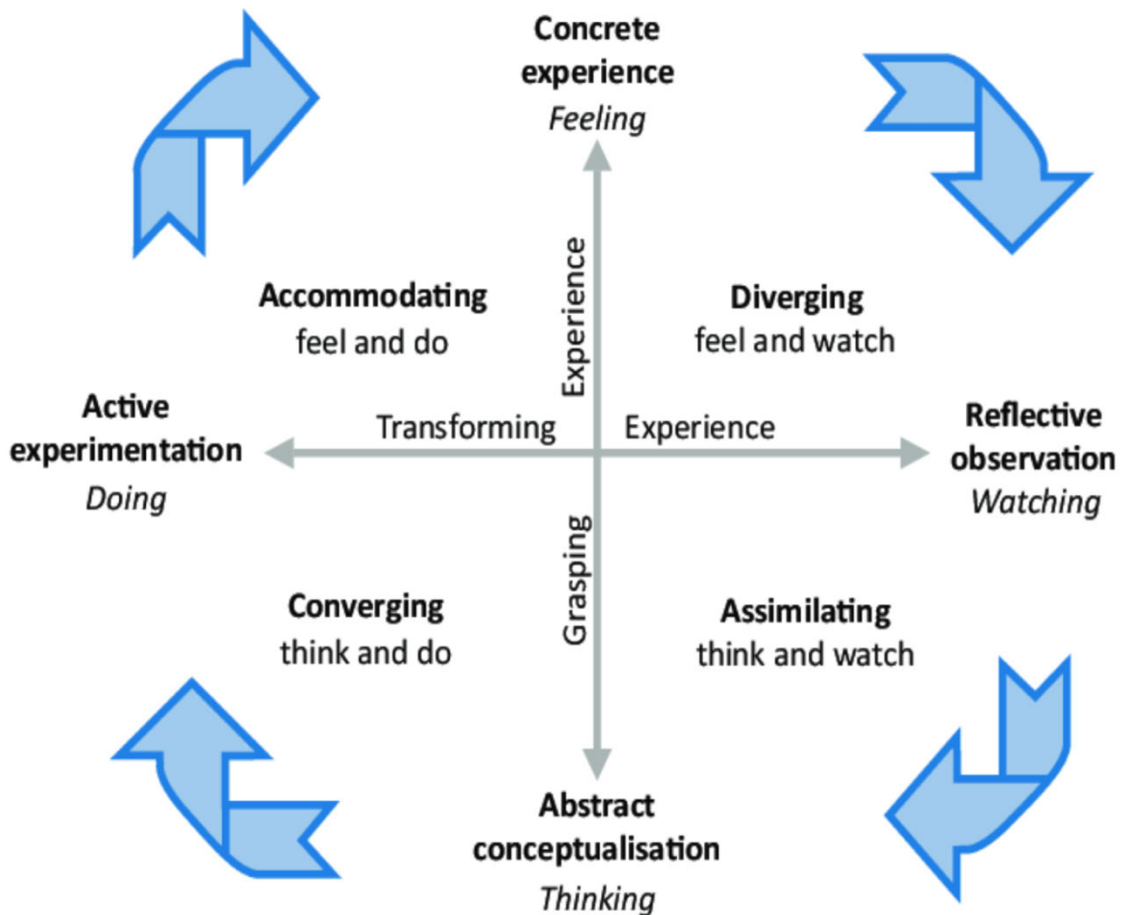 Concrete
experience
Feeling
Experience
Accommodating
feel and do
Diverging
feel and watch
Active
experimentation
Doing
Transforming
Experience
Reflective
observation
Watching
Grasping
Converging
think and do
Assimilating
think and watch
Abstract
conceptualisation
Thinking